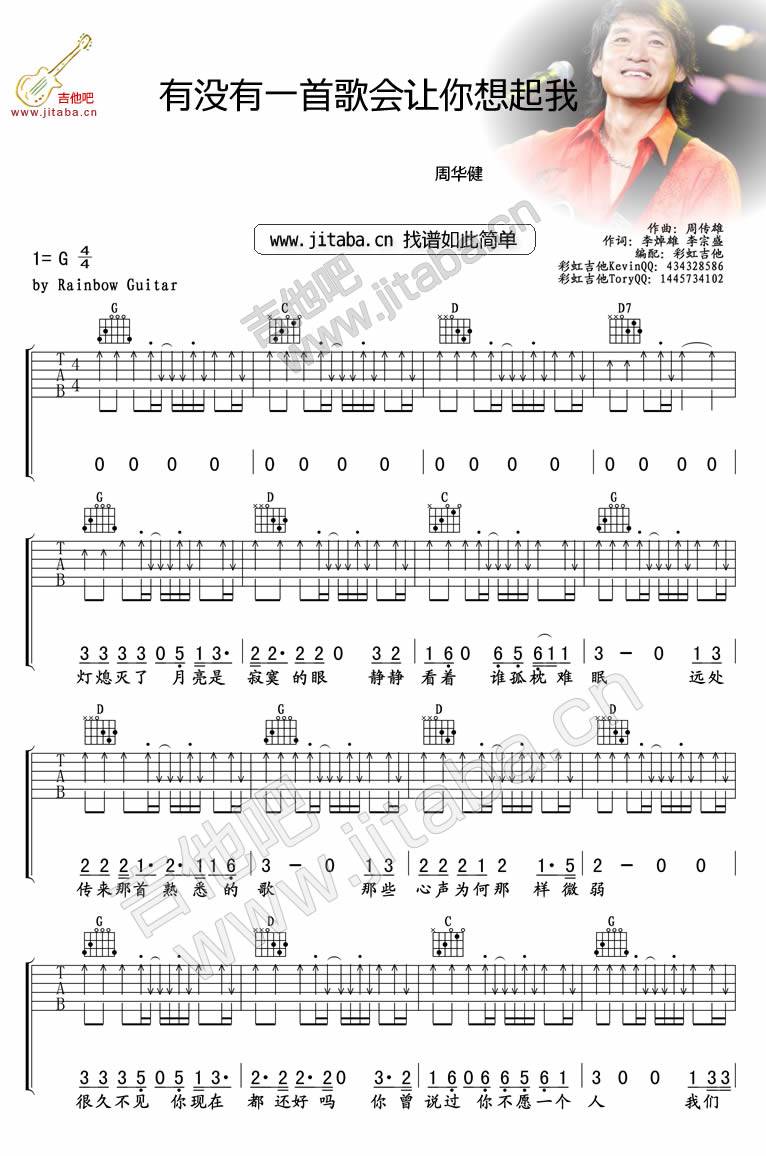 吉他吧
www.jitaba.cn
有没有一首歌会让你想起我
周华健
www.jitaba.cn 找谱如此简单
作曲: 周传雄
作词: 李焯雄 李宗盛
编配: 彩虹吉他
彩虹吉他KevinQQ: 434328586
彩虹吉他ToryQQ: 1445734102
1= G 4/4
by Rainbow Guitar
G C D D7
T A B 4 4
0 0 0 0 | 0 0 0 0 | 0 0 0 0 | 0 0 0 0 |
G D C G
T A B
3 3 3 3 0 5 1 3· | 2 2· 2 2 0 3 2 | 1 6 0 6 5 6 1 1 | 3 - 0 1 3 |
灯熄灭了 月亮是 寂寞的眼 静静看着 谁孤枕难眠 远处
D G D D
T A B
2 2 2 1· 2· 1 1 6 | 3 - 0 1 3 | 2 2 2 1 2 1· 5 | 2 - 0 0 |
传来那首熟悉的歌 那些心声为何那样微弱
G D C G
T A B
3 3 3 5 0 5 1 3· | 2· 2 2· 2 0 3· 2 | 1 6 0 6 6 5 6 1 | 3 0 0 1 3 3 |
很久不见 你现在都还好吗 你曾说过你不愿一个人 我们
吉他吧
www.jitaba.cn
吉他吧
www.jitaba.cn